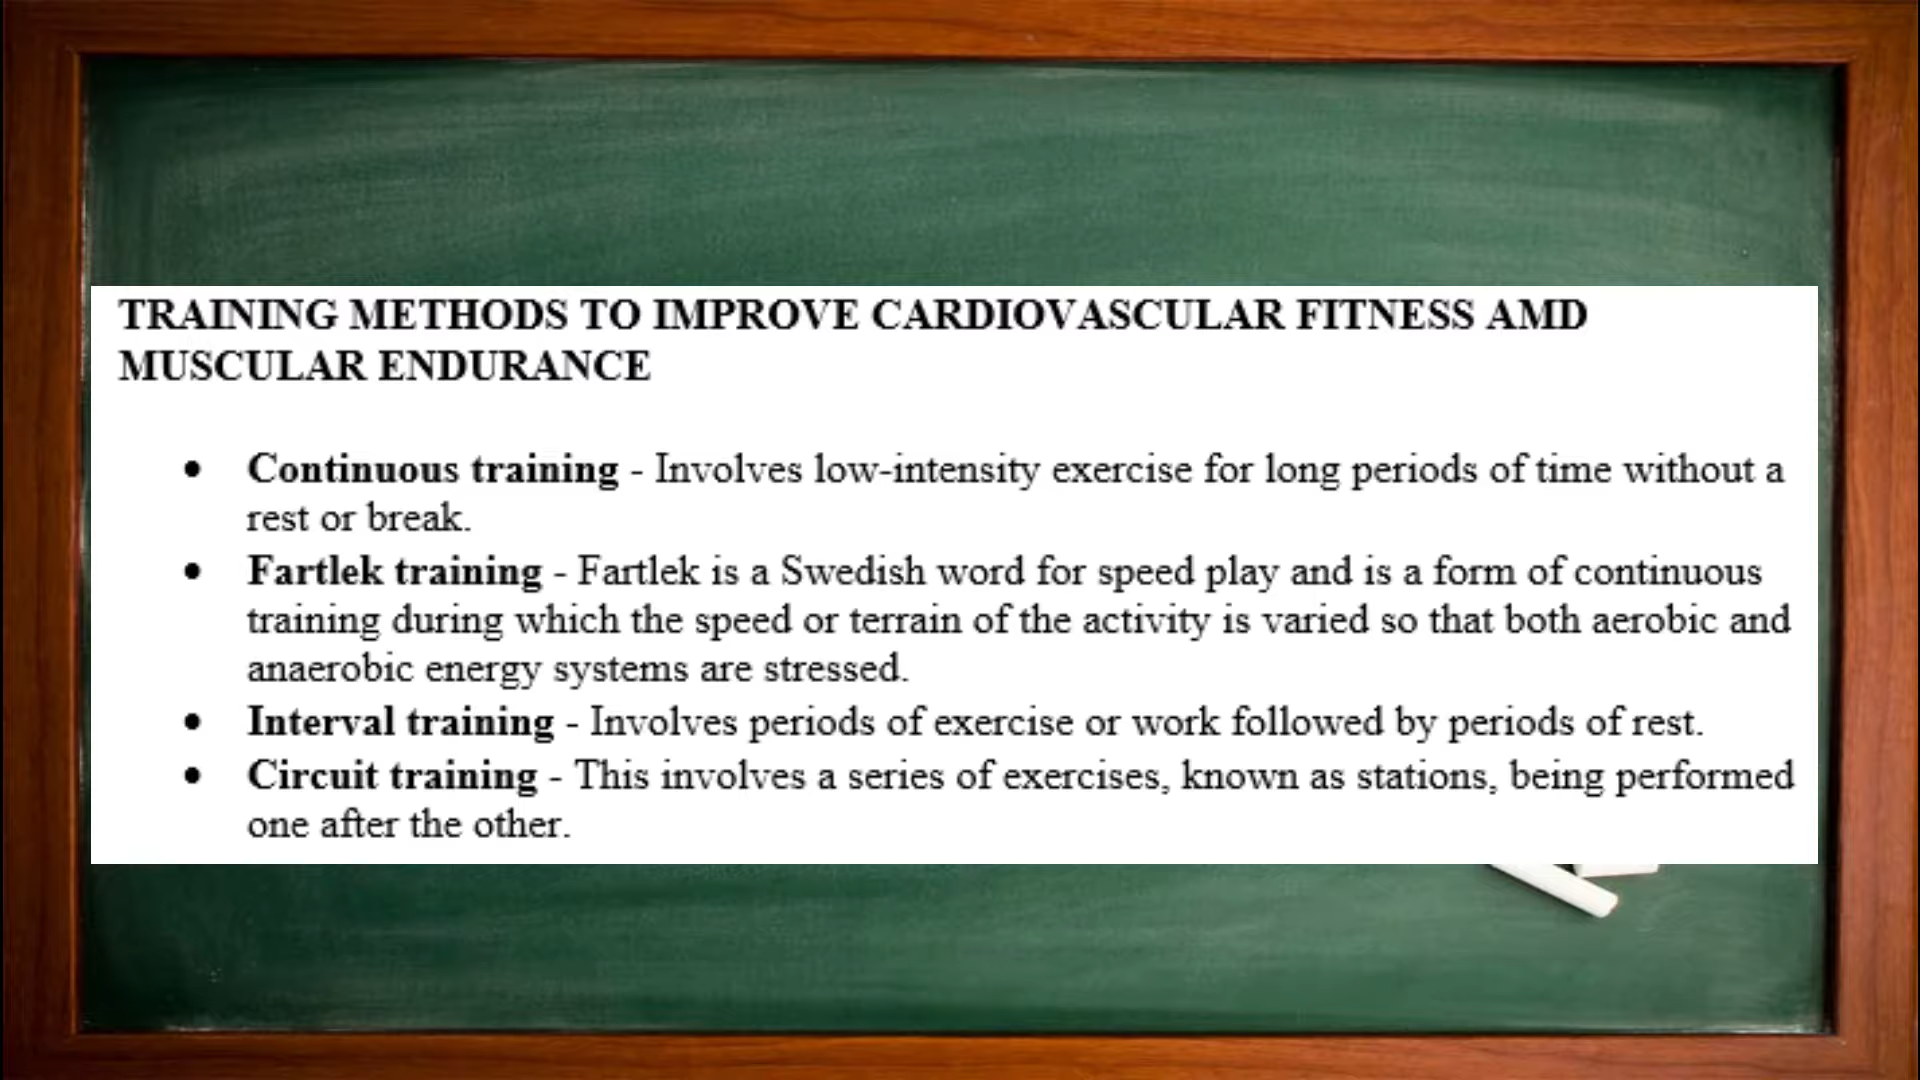 TRAINING METHODS TO IMPROVE CARDIOVASCULAR FITNESS AMD
MUSCULAR ENDURANCE
• Continuous training - Involves low-intensity exercise for long periods of time without a
rest or break.
• Fartlek training - Fartlek is a Swedish word for speed play and is a form of continuous
training during which the speed or terrain of the activity is varied so that both aerobic and
anaerobic energy systems are stressed.
• Interval training - Involves periods of exercise or work followed by periods of rest.
• Circuit training - This involves a series of exercises, known as stations, being performed
one after the other.